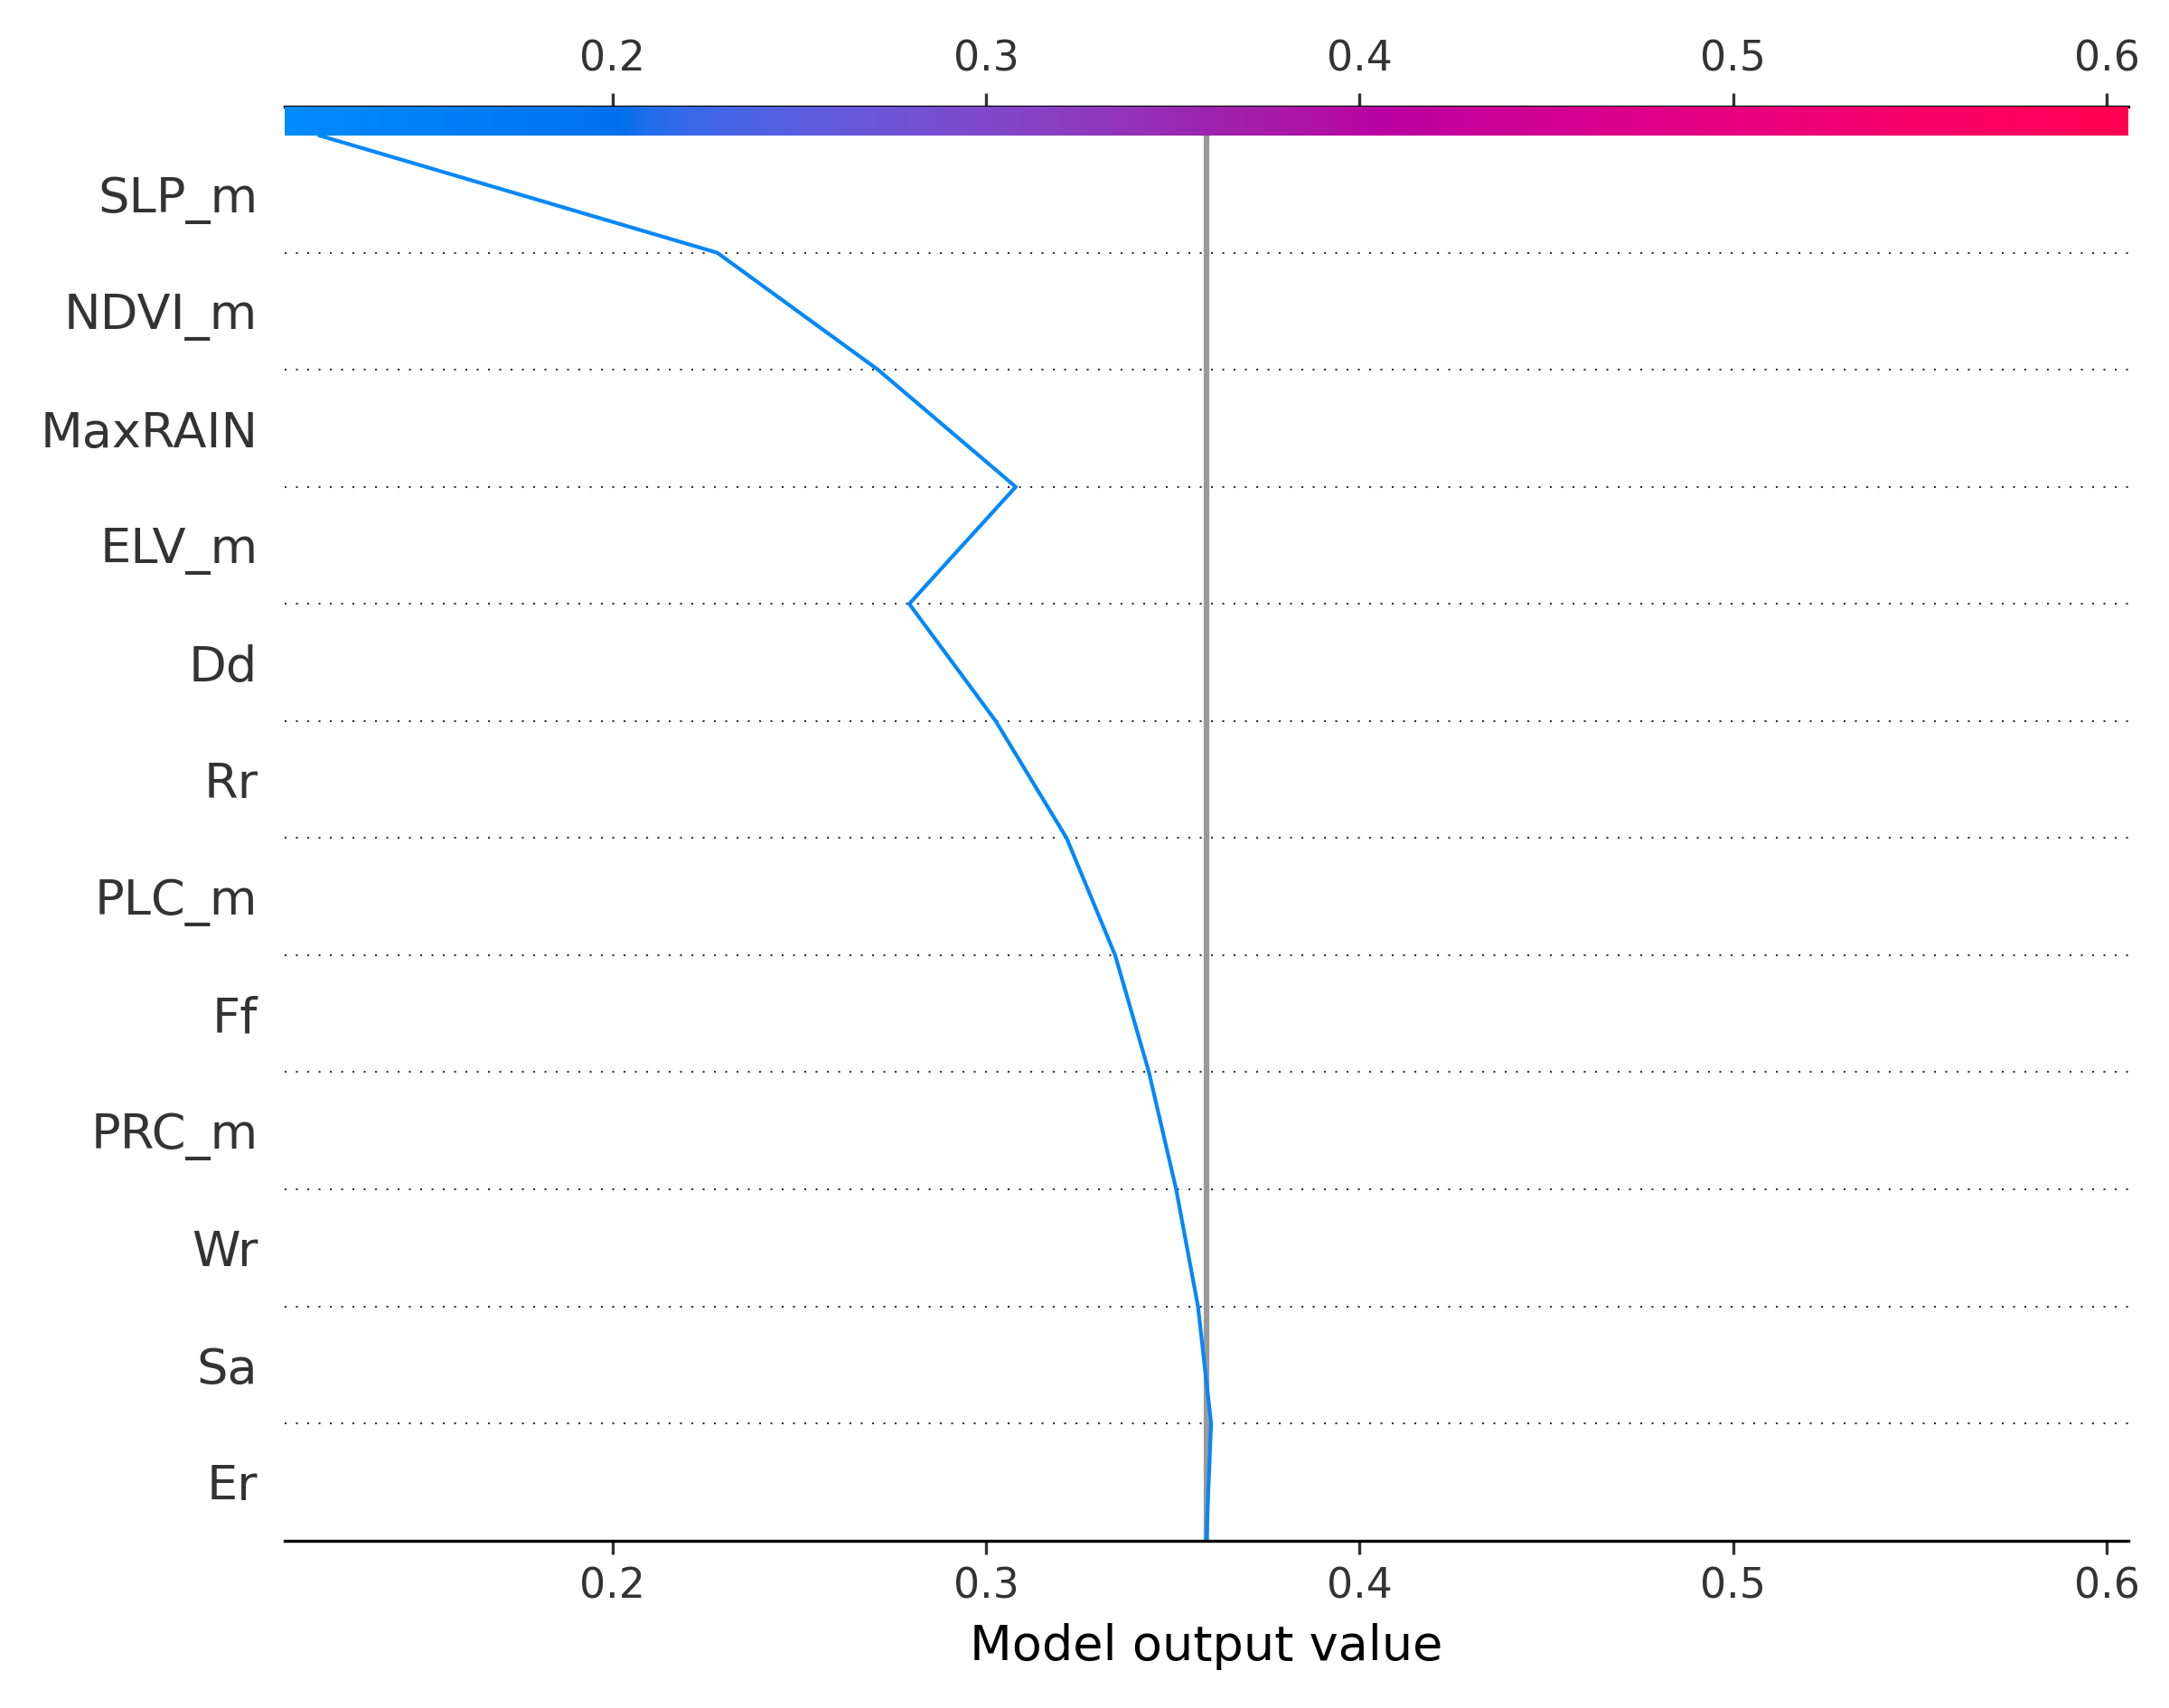 0.2 0.3 0.4 0.5 0.6
SLP_m
NDVI_m
MaxRAIN
ELV_m
Dd
Rr
PLC_m
Ff
PRC_m
Wr
Sa
Er
0.2 0.3 0.4 0.5 0.6
Model output value